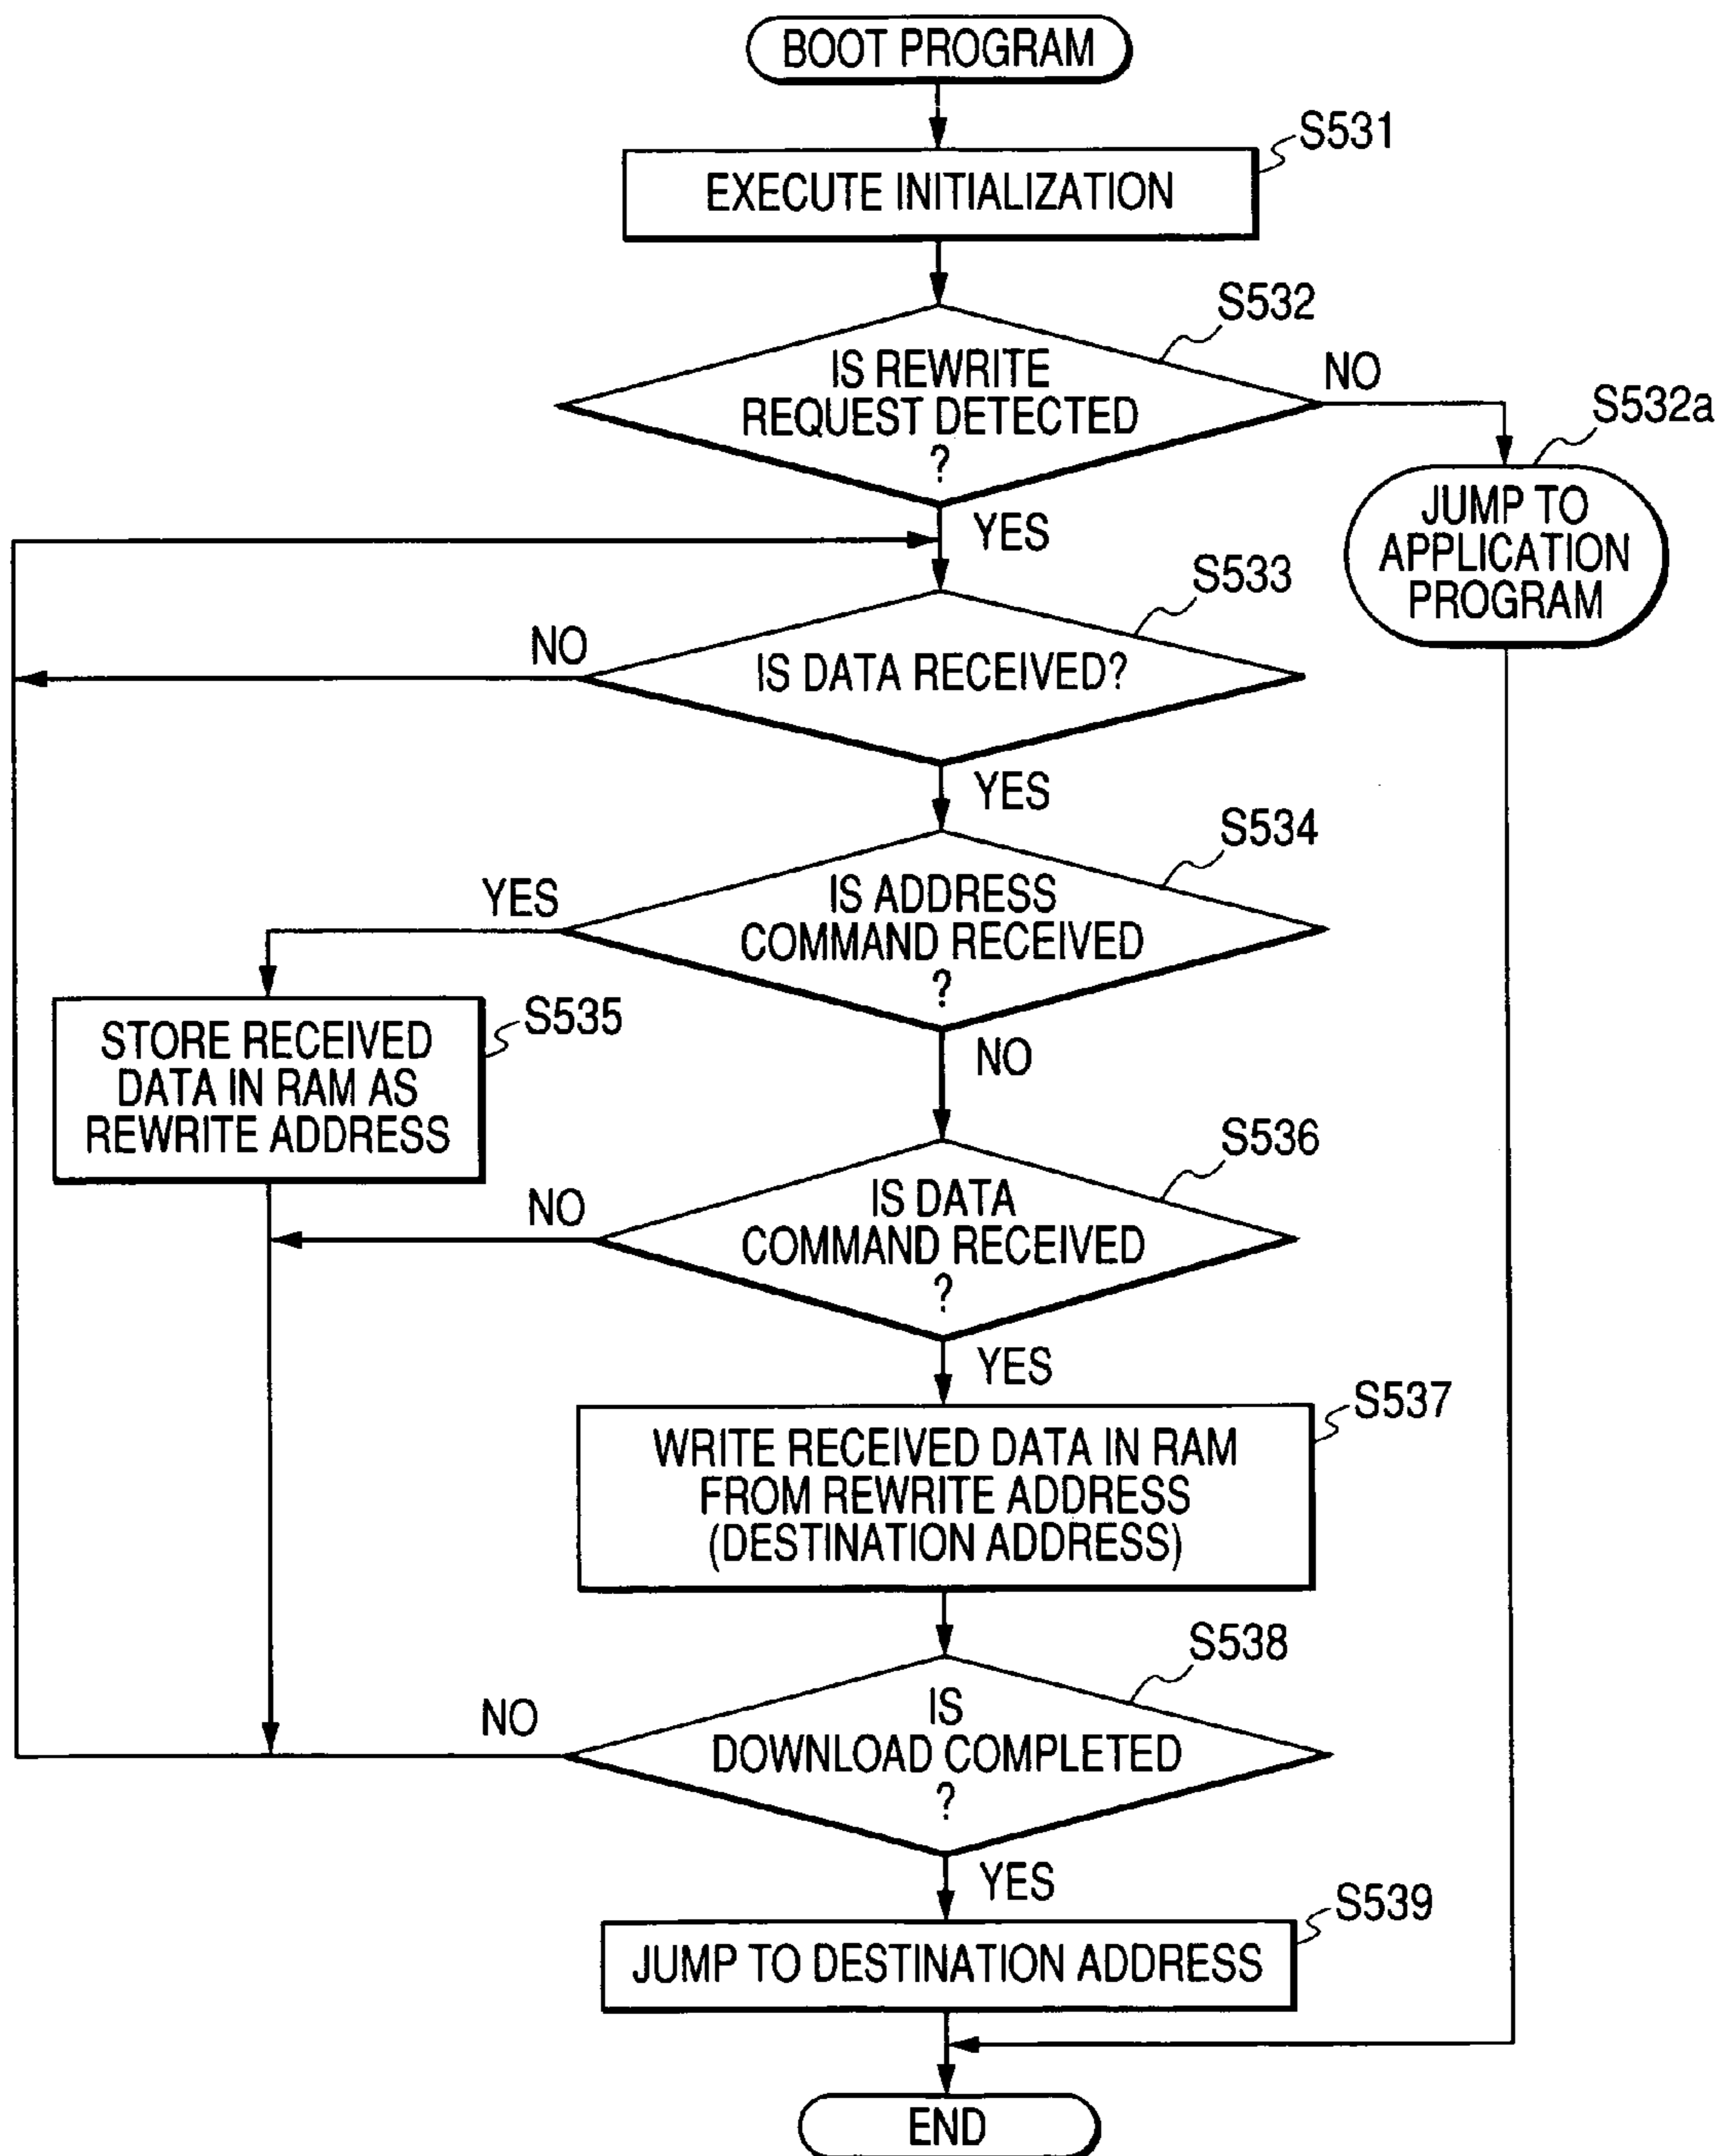 BOOT PROGRAM
S531
EXECUTE INITIALIZATION
S532
IS REWRITE
REQUEST DETECTED
?
NO
S532a
JUMP TO
APPLICATION
PROGRAM
YES
S533
NO
IS DATA RECEIVED?
YES
S534
YES
IS ADDRESS
COMMAND RECEIVED
?
S535
STORE RECEIVED
DATA IN RAM AS
REWRITE ADDRESS
NO
S536
NO
IS DATA
COMMAND RECEIVED
?
YES
S537
WRITE RECEIVED DATA IN RAM
FROM REWRITE ADDRESS
(DESTINATION ADDRESS)
S538
NO
IS
DOWNLOAD COMPLETED
?
YES
S539
JUMP TO DESTINATION ADDRESS
END